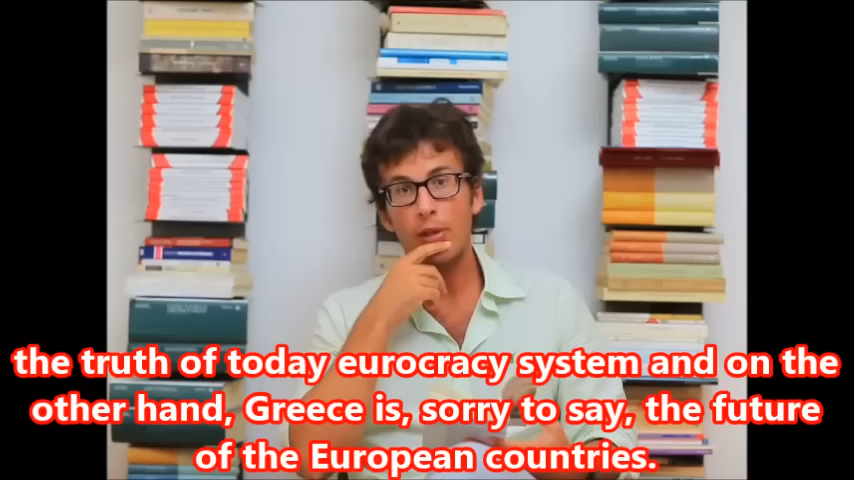 the truth of today eurocracy system and on the
other hand, Greece is, sorry to say, the future
of the European countries.